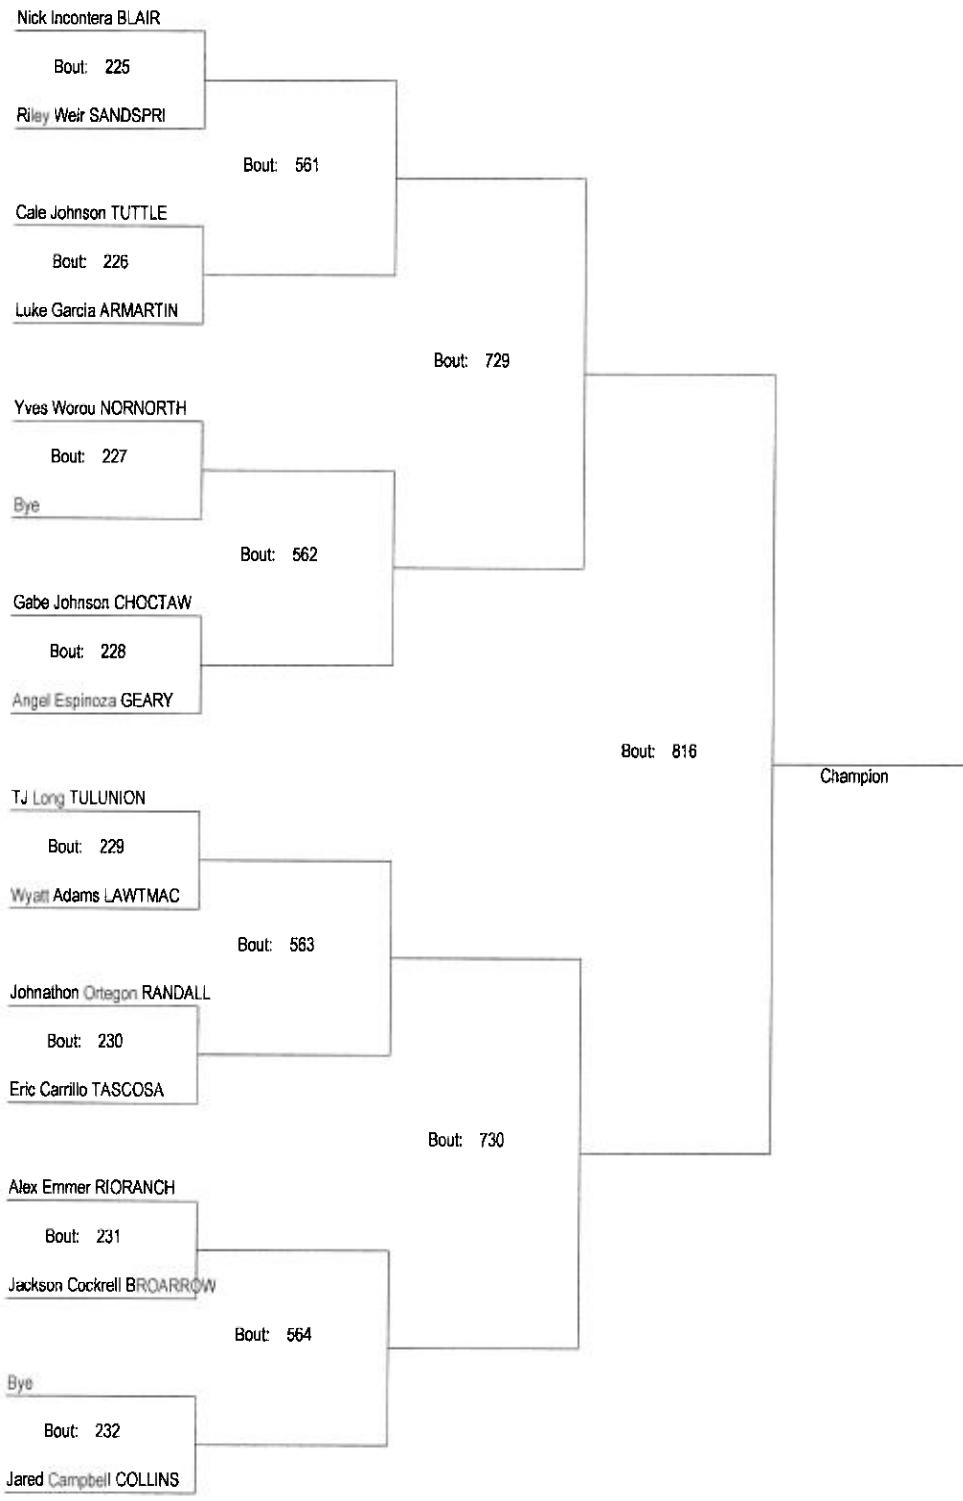 Nick Incontera BLAIR
Bout: 225
Riley Weir SANDSPRI
Bout: 561
Cale Johnson TUTTLE
Bout: 226
Luke Garcia ARMARTIN
Bout: 729
Yves Worou NORNORTH
Bout: 227
Bye
Bout: 562
Gabe Johnson CHOCTAW
Bout: 228
Angel Espinoza GEARY
Bout: 816
Champion
TJ Long TULUNION
Bout: 229
Wyatt Adams LAWTMAC
Bout: 563
Johnathon Ortegon RANDALL
Bout: 230
Eric Carrillo TASCOSA
Bout: 730
Alex Emmer RIORANCH
Bout: 231
Jackson Cockrell BROARROW
Bout: 564
Bye
Bout: 232
Jared Campbell COLLINS